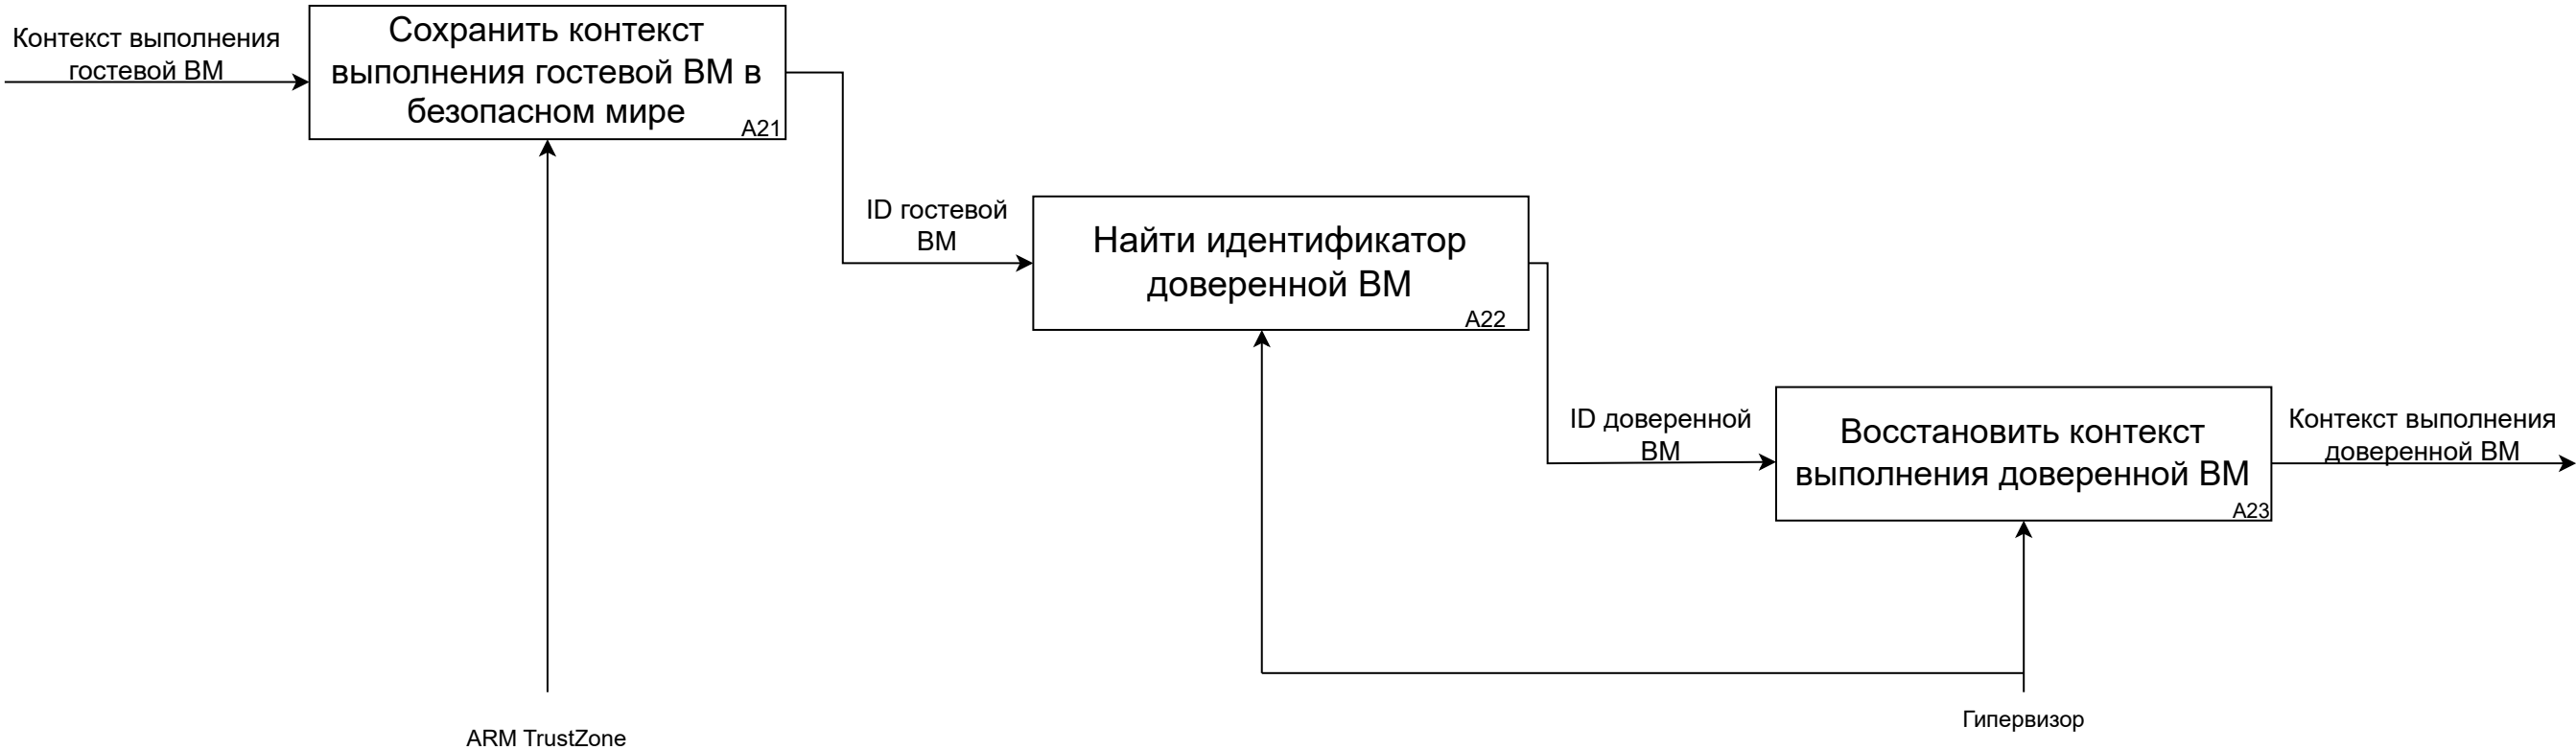 Контекст выполнения
гостевой ВМ
Сохранить контекст
выполнения гостевой ВМ в
безопасном мире
A21
ID гостевой
ВМ
Найти идентификатор
доверенной ВМ
A22
ID доверенной
ВМ
Восстановить контекст
выполнения доверенной ВМ
A23
Контекст выполнения
доверенной ВМ
ARM TrustZone
Гипервизор